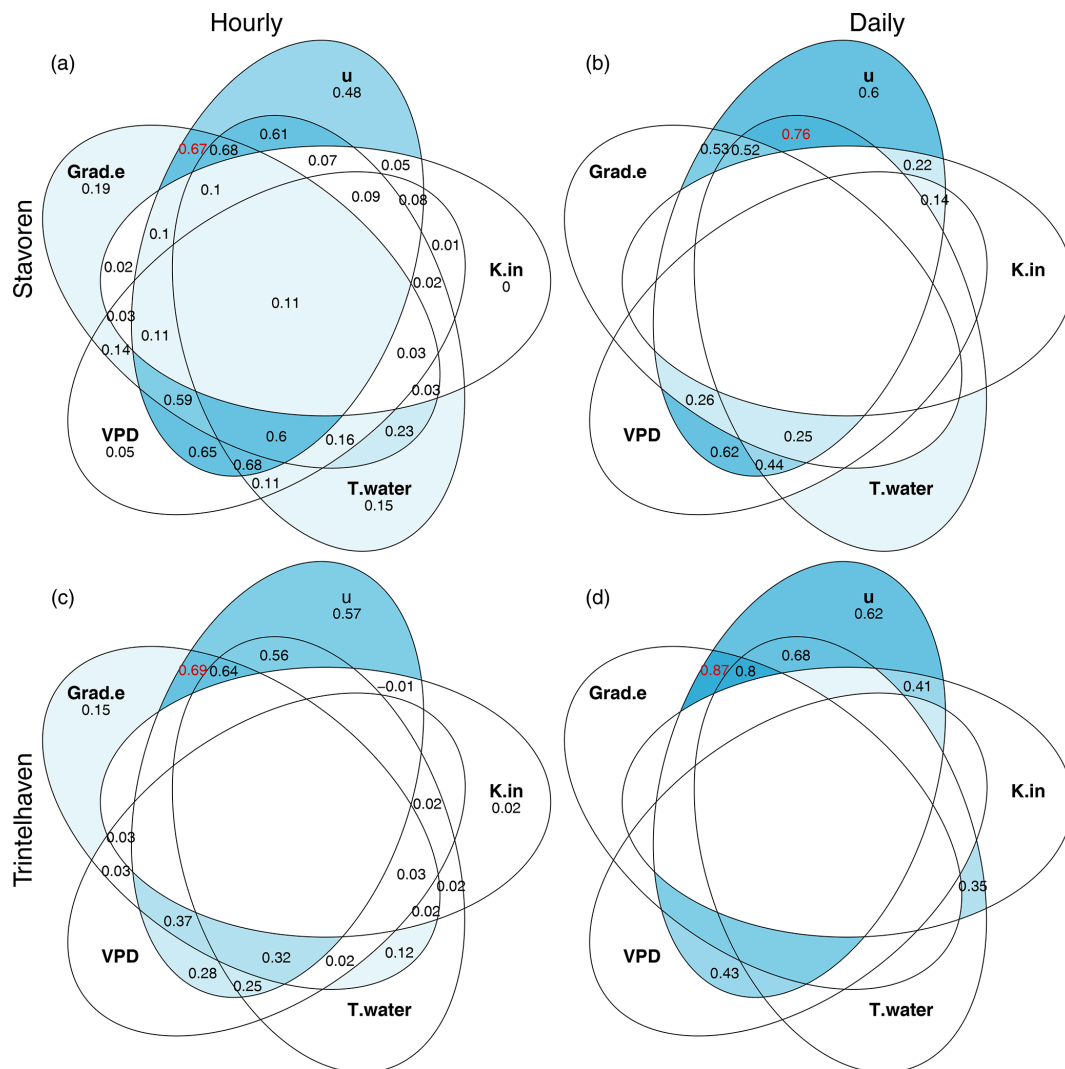 Hourly
Daily
Stavoren
Trintelhaven
(a)
u
0.48
Grad.e
0.19
0.67
0.68
0.61
0.07
0.05
0.1
0.09
0.08
0.1
0.01
K.in
0
0.02
0.02
0.11
0.03
0.11
0.14
0.03
0.03
0.59
VPD
0.05
0.6
0.16
0.23
0.65
0.68
0.11
T.water
0.15
(b)
u
0.6
Grad.e
0.53
0.52
0.76
0.22
0.14
K.in
0.26
VPD
0.25
0.62
0.44
T.water
(c)
u
0.57
Grad.e
0.15
0.69
0.64
0.56
−0.01
K.in
0.02
0.02
0.03
0.03
0.03
0.02
0.02
0.37
VPD
0.32
0.02
0.12
0.28
0.25
T.water
(d)
u
0.62
Grad.e
0.87
0.8
0.68
0.41
K.in
0.35
VPD
0.43
T.water